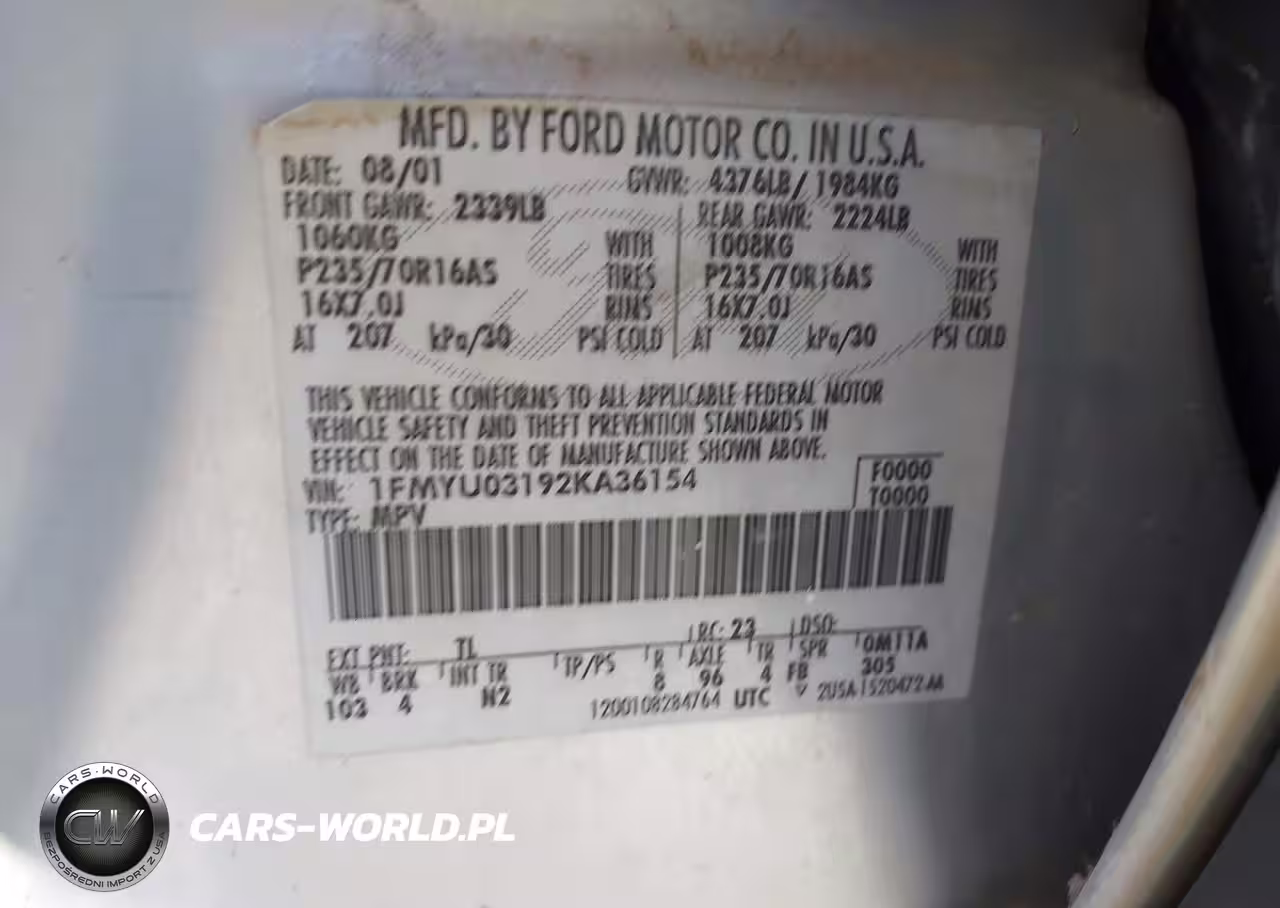 MFD. BY FORD MOTOR CO. IN U.S.A.
DATE: 08/01 GVWR: 4376LB/ 1984KG
FRONT GAWR: 2339LB REAR GAWR: 2224LB
1060KG WITH 1008KG WITH
P235/70R16AS TIRES P235/70R16AS TIRES
16X7.0J RIMS 16X7.0J RIMS
AT 207 kPa/30 PSI COLD AT 207 kPa/30 PSI COLD
THIS VEHICLE CONFORMS TO ALL APPLICABLE FEDERAL MOTOR
VEHICLE SAFETY AND THEFT PREVENTION STANDARDS IN
EFFECT ON THE DATE OF MANUFACTURE SHOWN ABOVE.
VIN: 1FMYU03192KA36154 F0000
TYPE: MPV T0000
EXT PNT: TL RC: 23 DSO:
WB BRK INT TR TP/PS R AXLE TR SPR
103 4 N2 8 96 4 FB 305
1200108284764 UTC
CARS-WORLD
CW
BEZPOŚREDNI IMPORT Z USA
CARS-WORLD.PL